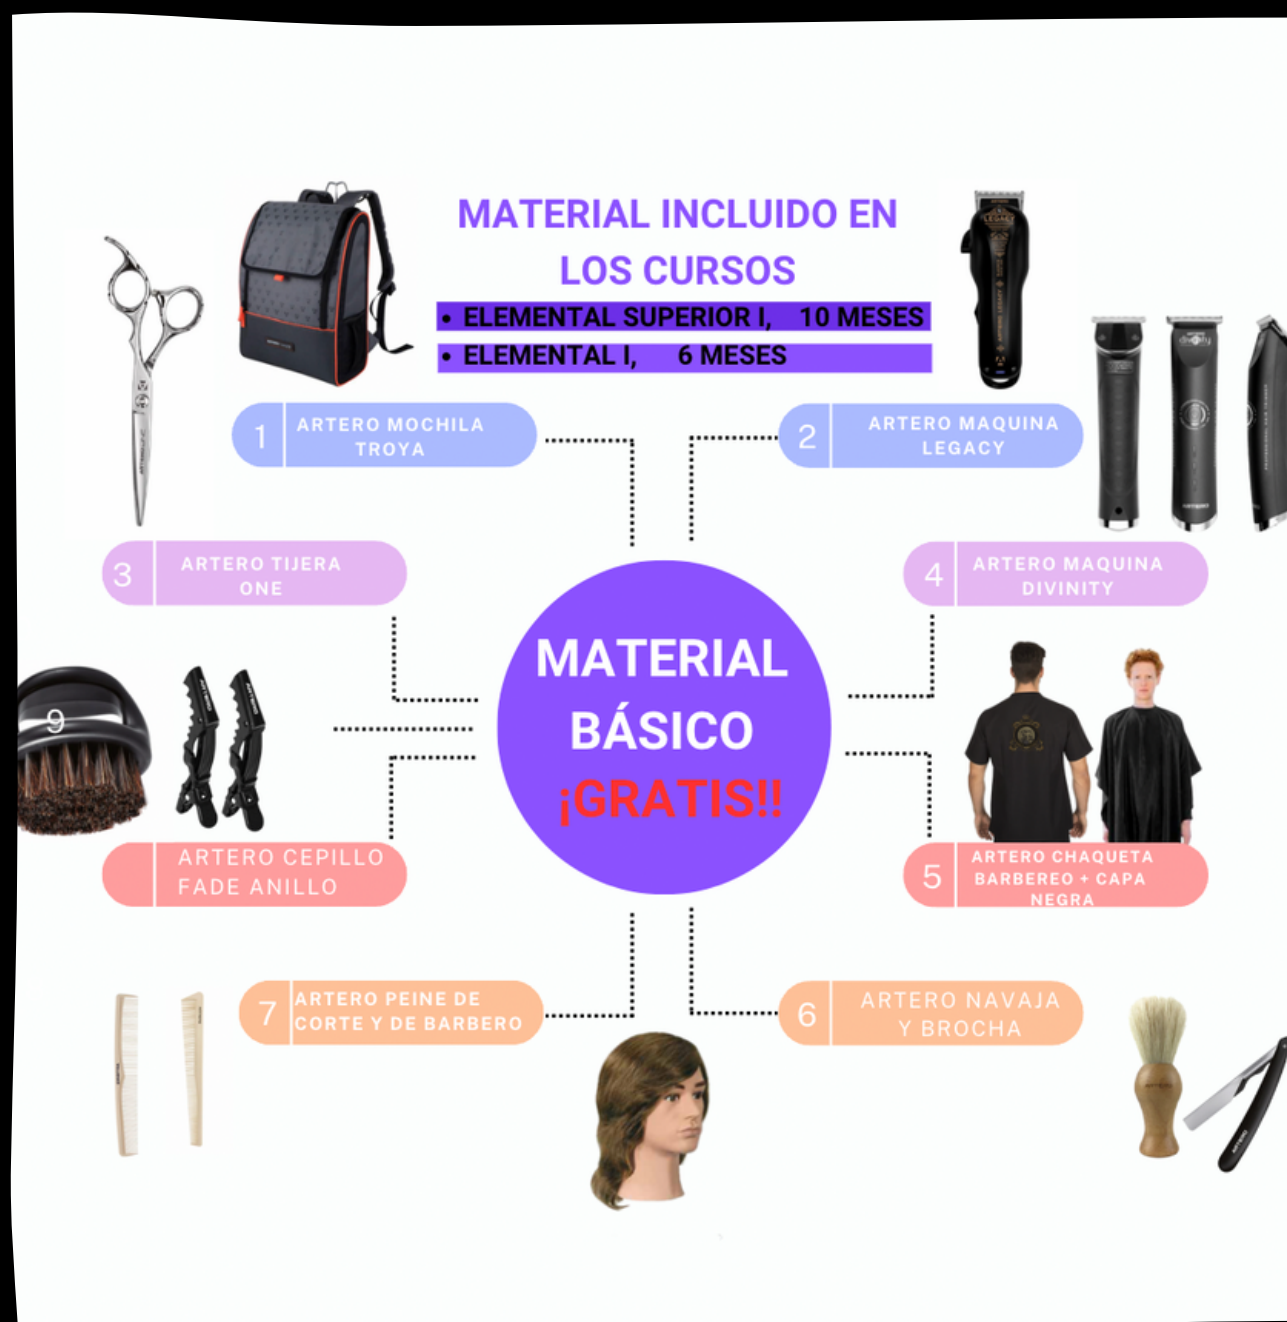 MATERIAL INCLUIDO EN
LOS CURSOS
• ELEMENTAL SUPERIOR I, 10 MESES
• ELEMENTAL I, 6 MESES
1 ARTERO MOCHILA
TROYA
2 ARTERO MAQUINA
LEGACY
3 ARTERO TIJERA
ONE
4 ARTERO MAQUINA
DIVINITY
MATERIAL
BÁSICO
¡GRATIS!!
9
ARTERO CEPILLO
FADE ANILLO
5 ARTERO CHAQUETA
BARBEREO + CAPA
NEGRA
7 ARTERO PEINE DE
CORTE Y DE BARBERO
6 ARTERO NAVAJA
Y BROCHA